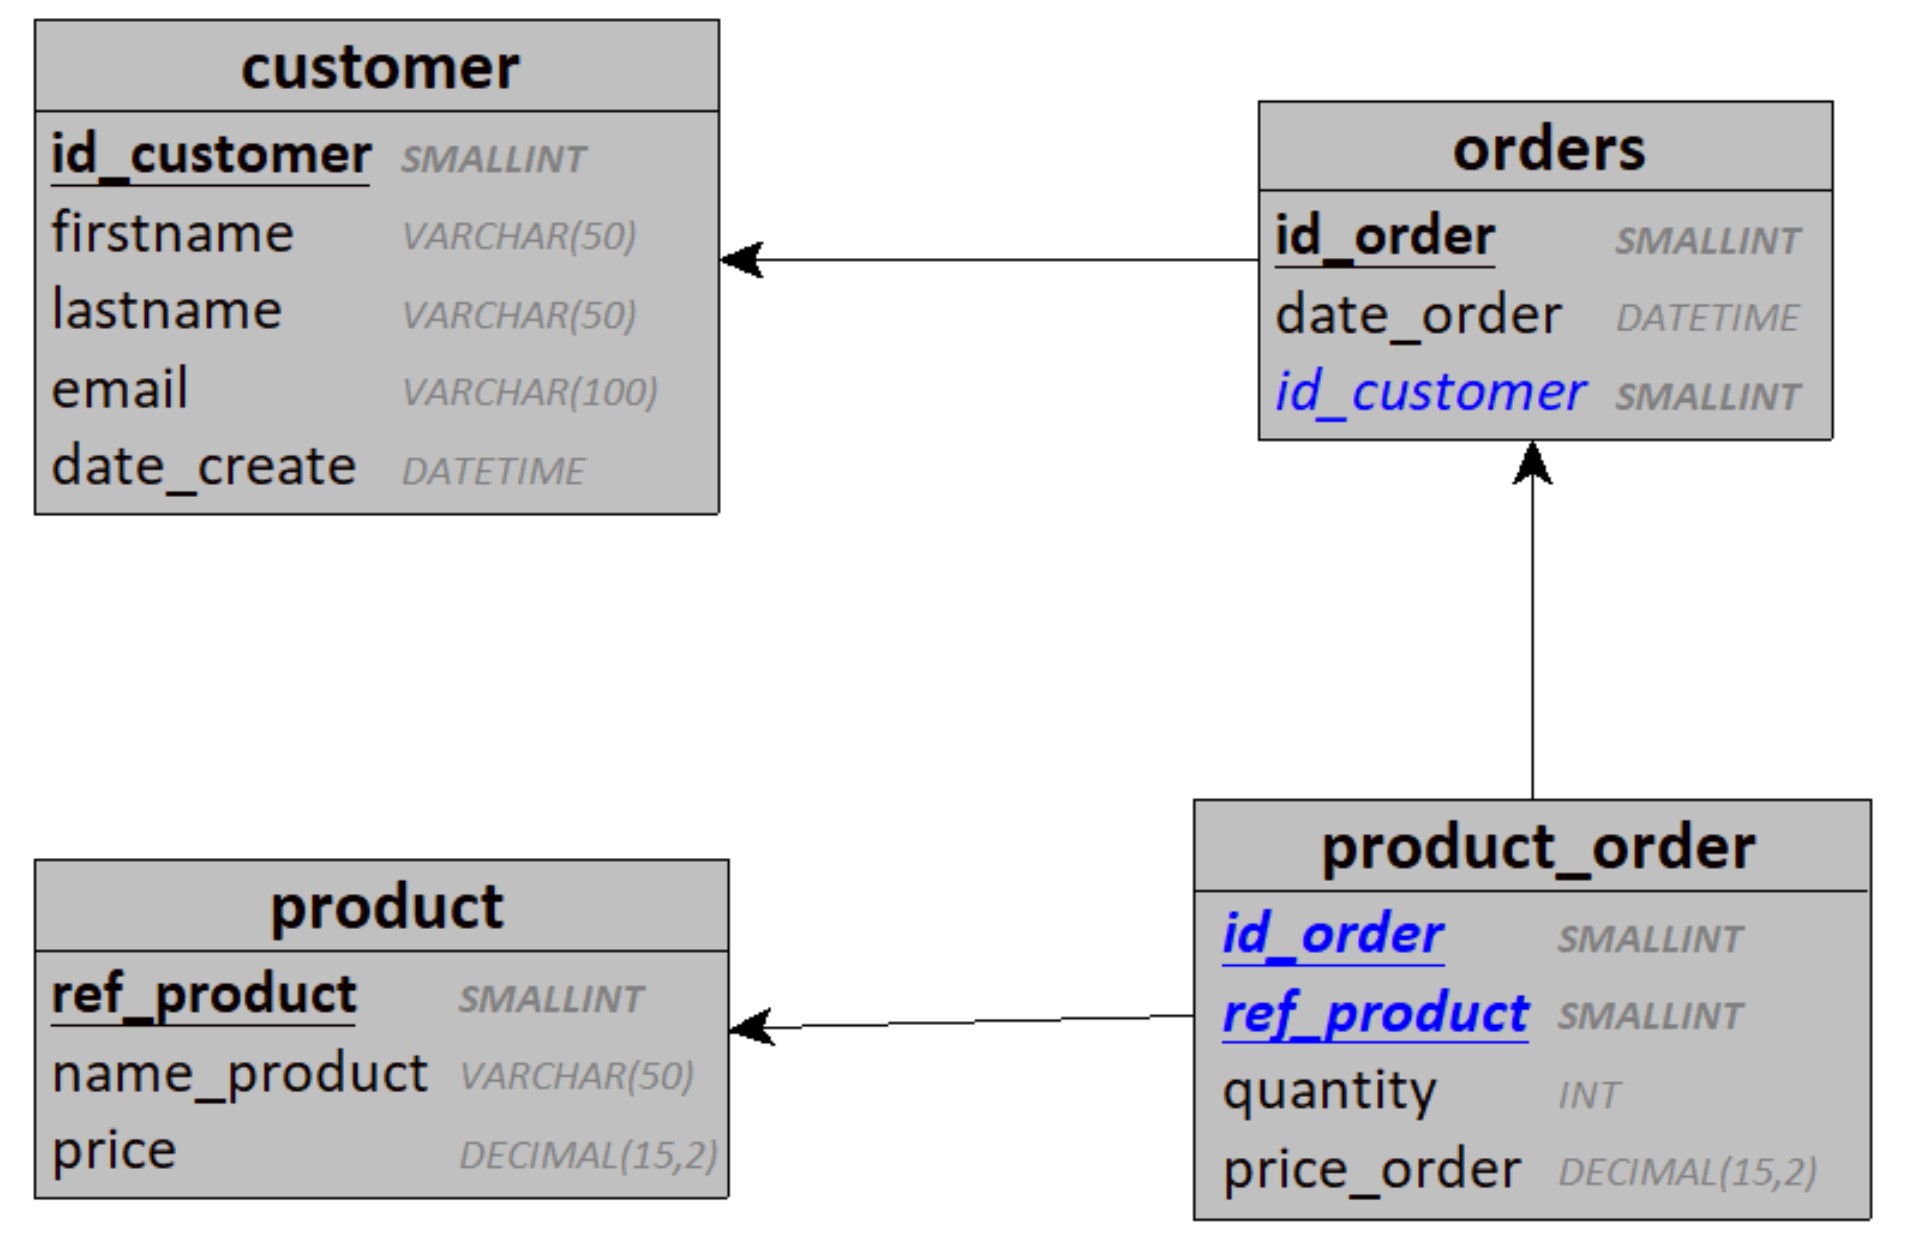 customer
id_customer SMALLINT
firstname VARCHAR(50)
lastname VARCHAR(50)
email VARCHAR(100)
date_create DATETIME
orders
id_order SMALLINT
date_order DATETIME
id_customer SMALLINT
product
ref_product SMALLINT
name_product VARCHAR(50)
price DECIMAL(15,2)
product_order
id_order SMALLINT
ref_product SMALLINT
quantity INT
price_order DECIMAL(15,2)